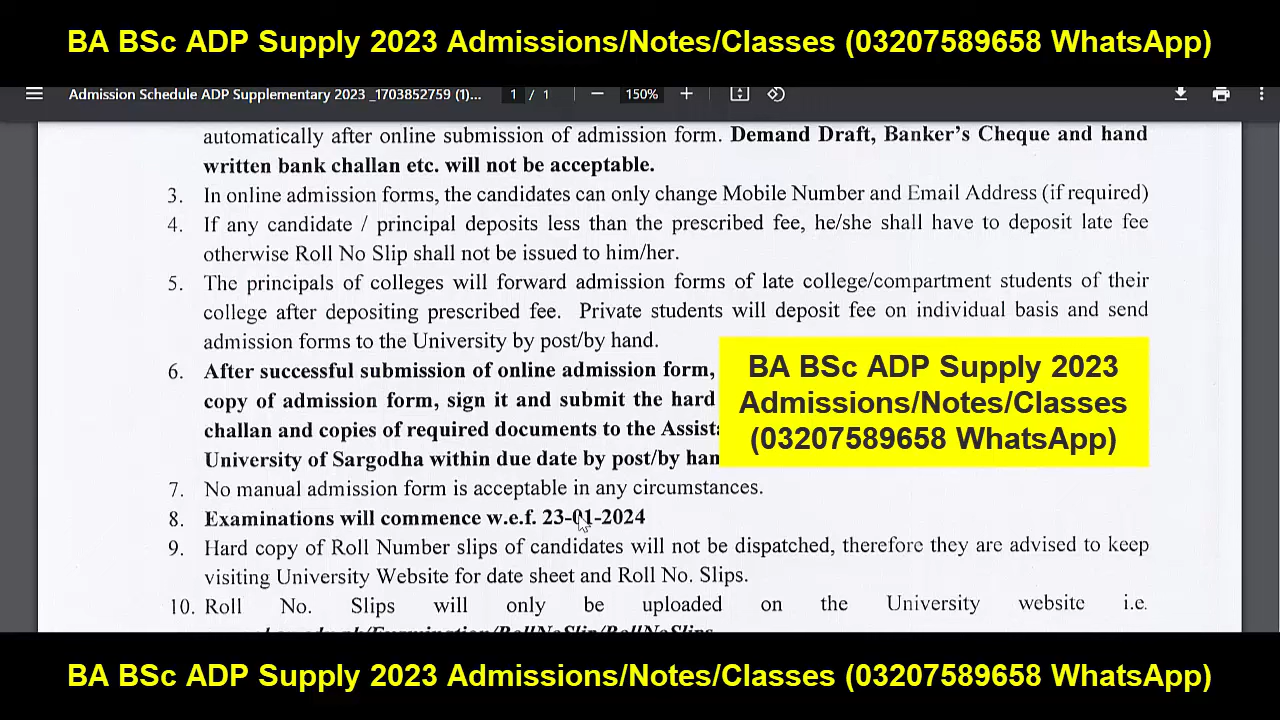 BA BSc ADP Supply 2023 Admissions/Notes/Classes (03207589658 WhatsApp)
Admission Schedule ADP Supplementary 2023 _1703852759 (1)... 1 / 1 150%
automatically after online submission of admission form. Demand Draft, Banker's Cheque and hand
written bank challan etc. will not be acceptable.
3. In online admission forms, the candidates can only change Mobile Number and Email Address (if required)
4. If any candidate / principal deposits less than the prescribed fee, he/she shall have to deposit late fee
otherwise Roll No Slip shall not be issued to him/her.
5. The principals of colleges will forward admission forms of late college/compartment students of their
college after depositing prescribed fee. Private students will deposit fee on individual basis and send
admission forms to the University by post/by hand.
6. After successful submission of online admission form,
copy of admission form, sign it and submit the hard
challan and copies of required documents to the Assista
University of Sargodha within due date by post/by han
BA BSc ADP Supply 2023
Admissions/Notes/Classes
(03207589658 WhatsApp)
7. No manual admission form is acceptable in any circumstances.
8. Examinations will commence w.e.f. 23-01-2024
9. Hard copy of Roll Number slips of candidates will not be dispatched, therefore they are advised to keep
visiting University Website for date sheet and Roll No. Slips.
10. Roll No. Slips will only be uploaded on the University website i.e.
BA BSc ADP Supply 2023 Admissions/Notes/Classes (03207589658 WhatsApp)